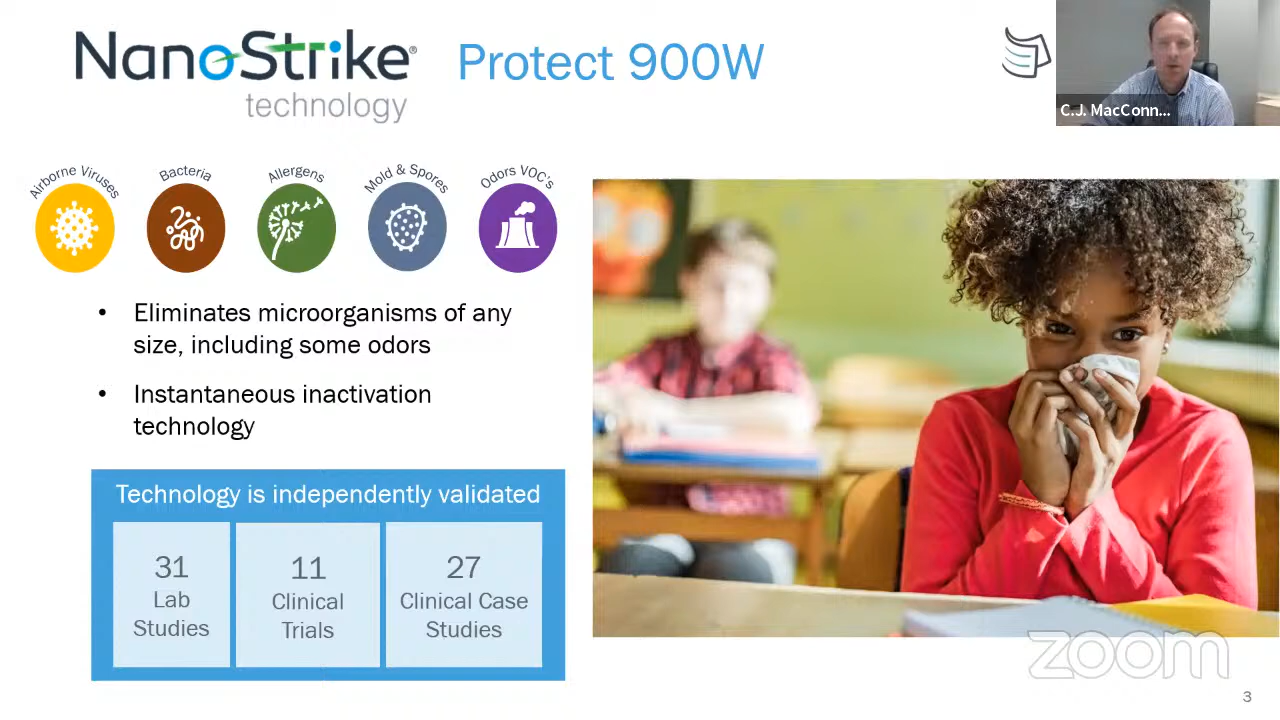 NanoStrike®
technology
Protect 900W
C.J. MacConn...
Airborne Viruses
Bacteria
Allergens
Mold & Spores
Odors VOC's
• Eliminates microorganisms of any
size, including some odors
• Instantaneous inactivation
technology
Technology is independently validated
31
Lab
Studies
11
Clinical
Trials
27
Clinical Case
Studies
zoom
3